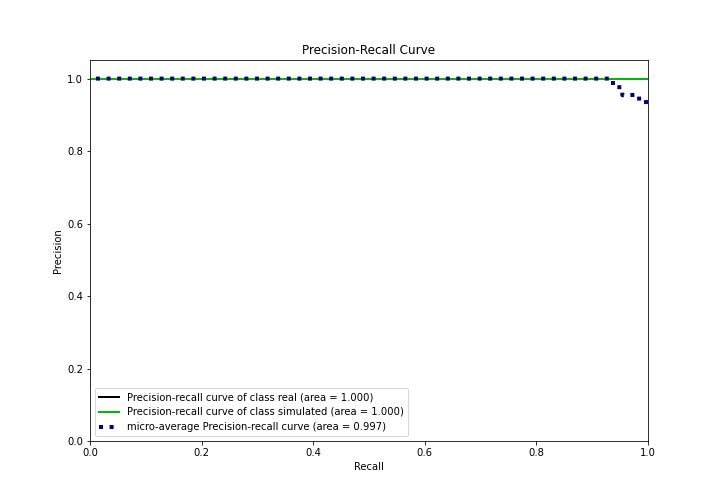 Precision-Recall Curve
1.0
0.8
0.6
0.4
0.2
0.0
Precision
Precision-recall curve of class real (area = 1.000)
Precision-recall curve of class simulated (area = 1.000)
micro-average Precision-recall curve (area = 0.997)
0.0 0.2 0.4 0.6 0.8 1.0
Recall